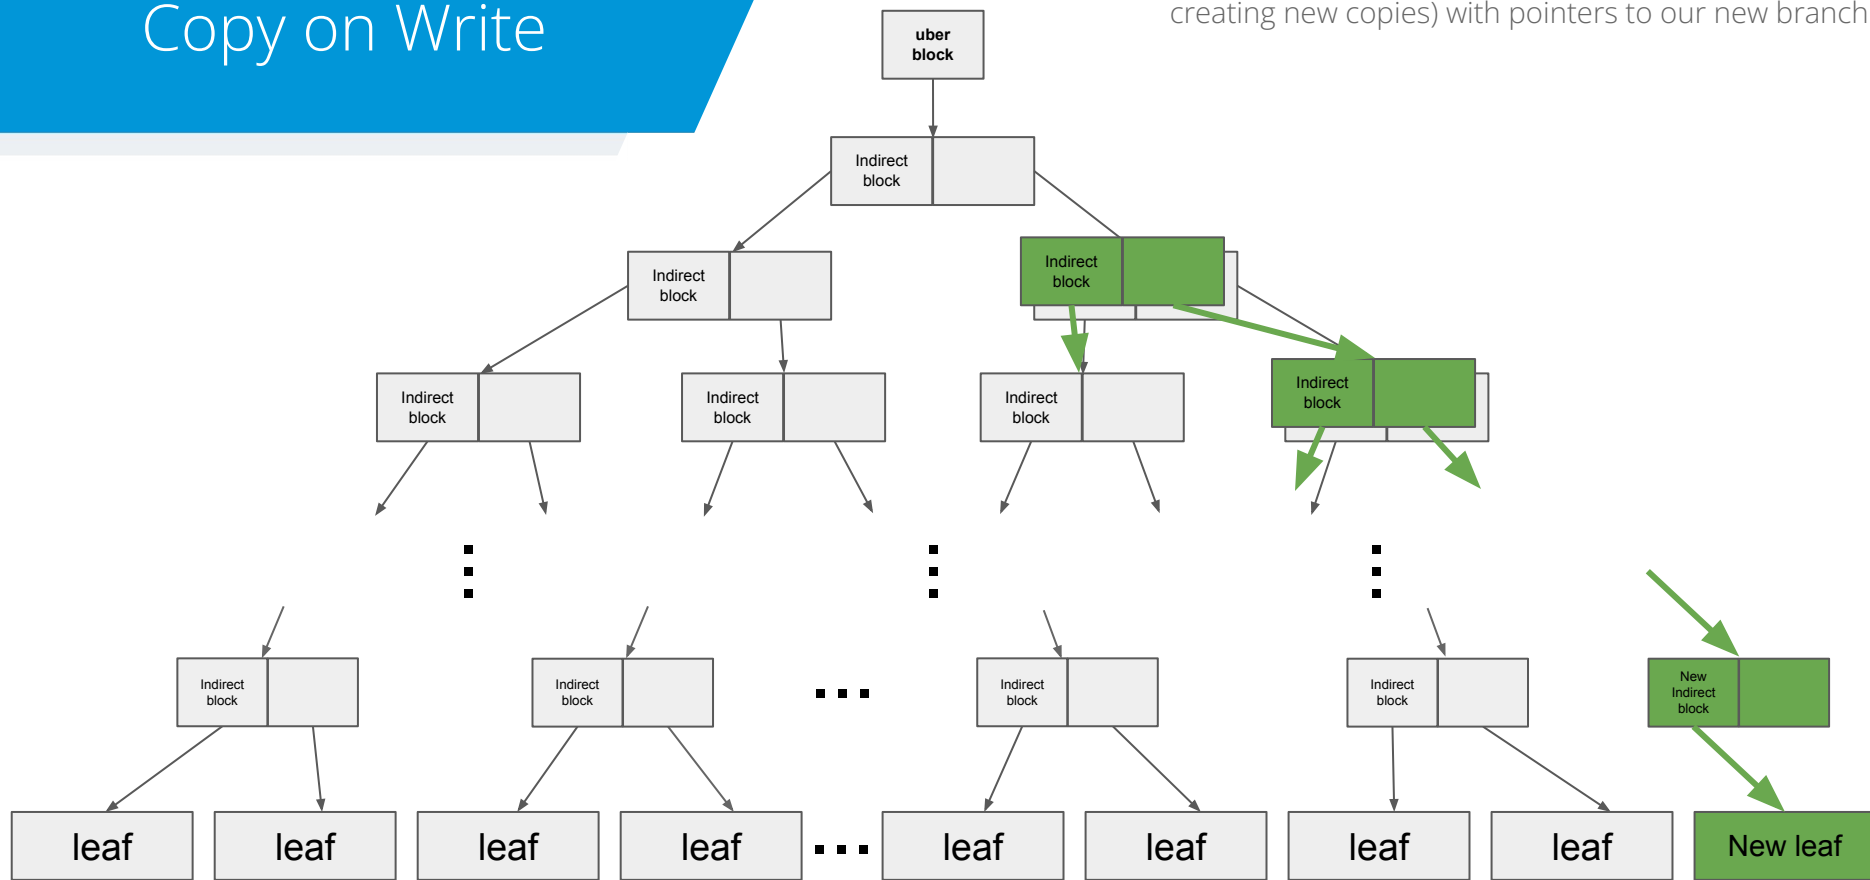 Copy on Write
creating new copies) with pointers to our new branch
uber
block
Indirect
block
Indirect
block
Indirect
block
Indirect
block
Indirect
block
Indirect
block
Indirect
block
Indirect
block
Indirect
block
Indirect
block
Indirect
block
New
Indirect
block
leaf
leaf
leaf
leaf
leaf
leaf
leaf
leaf
New leaf